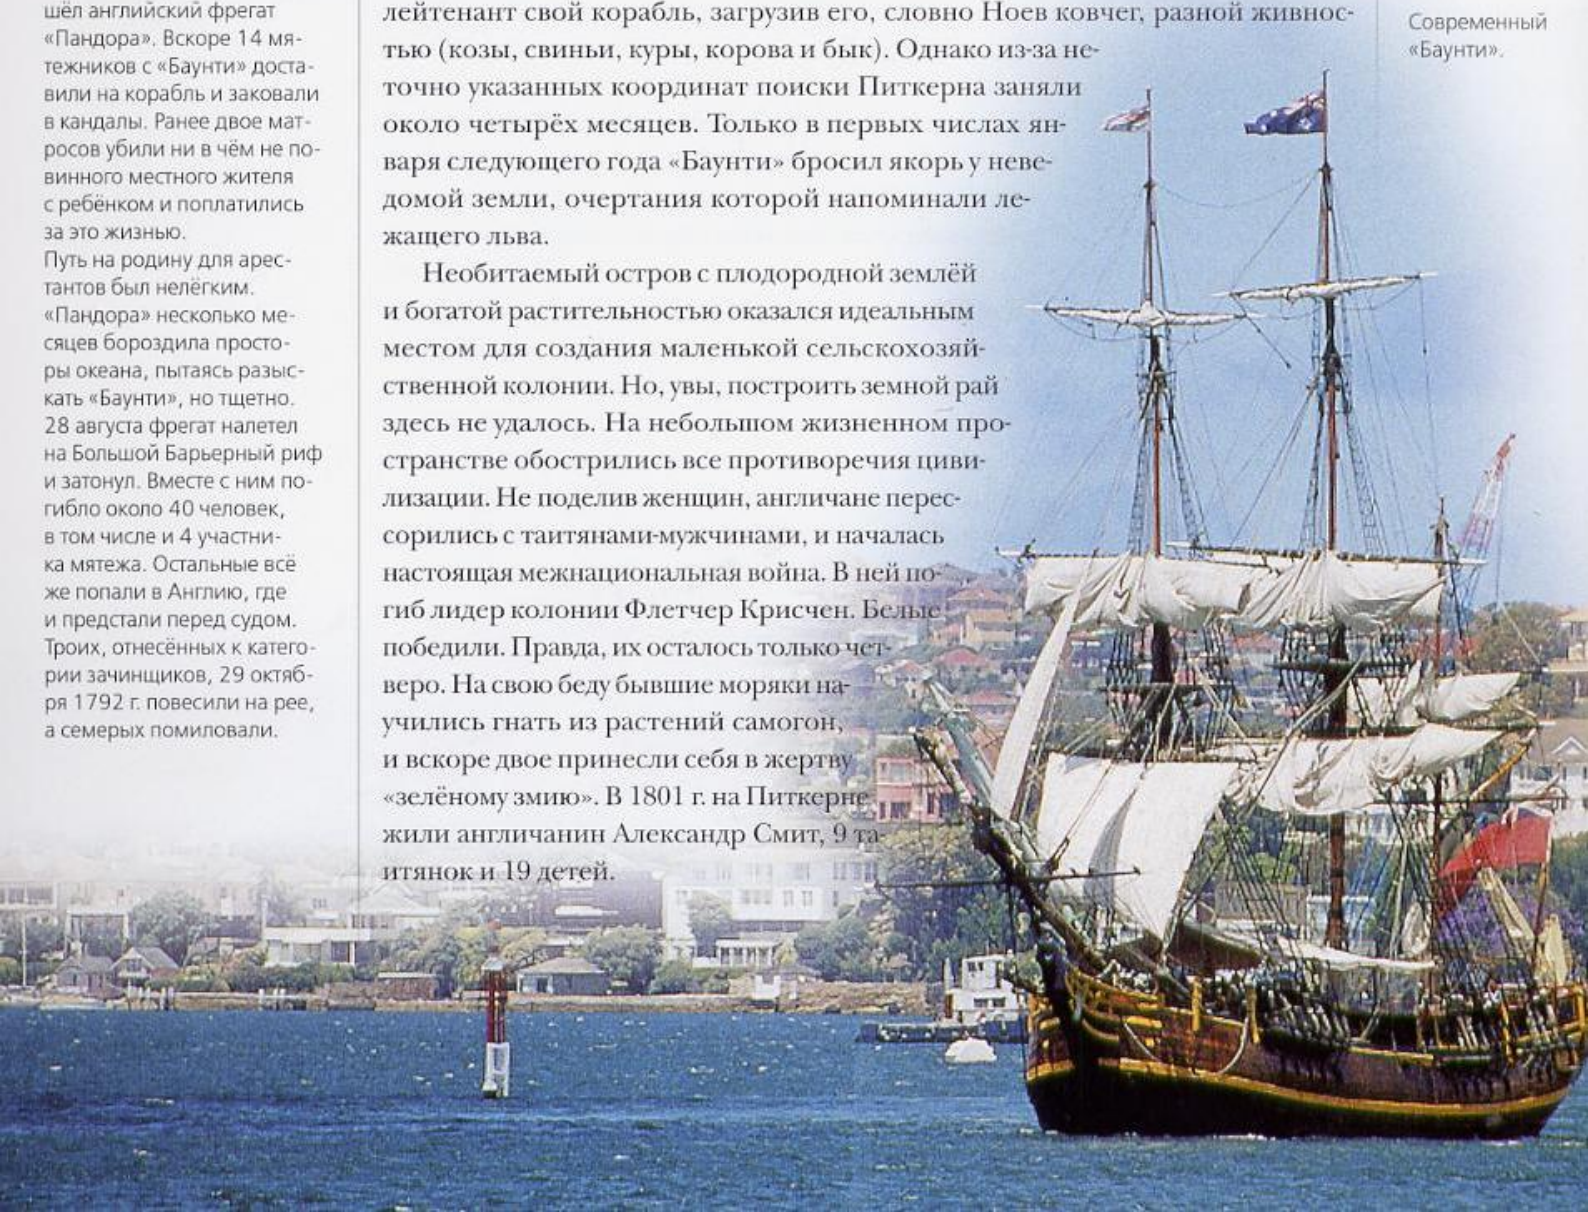 шёл английский фрегат
«Пандора». Вскоре 14 мя-
тежников с «Баунти» доста-
вили на корабль и заковали
в кандалы. Ранее двое мат-
росов убили ни в чём не по-
винного местного жителя
с ребёнком и поплатились
за это жизнью.
Путь на родину для арес-
тантов был нелёгким.
«Пандора» несколько ме-
сяцев бороздила просто-
ры океана, пытаясь разыс-
кать «Баунти», но тщетно.
28 августа фрегат налетел
на Большой Барьерный риф
и затонул. Вместе с ним по-
гибло около 40 человек,
в том числе и 4 участни-
ка мятежа. Остальные всё
же попали в Англию, где
и предстали перед судом.
Троих, отнесённых к катего-
рии зачинщиков, 29 октяб-
ря 1792 г. повесили на рее,
а семерых помиловали.
лейтенант свой корабль, загрузив его, словно Ноев ковчег, разной живнос-
тью (козы, свиньи, куры, корова и бык). Однако из-за не-
точно указанных координат поиски Питкерна заняли
около четырёх месяцев. Только в первых числах ян-
варя следующего года «Баунти» бросил якорь у неве-
домой земли, очертания которой напоминали ле-
жащего льва.
Необитаемый остров с плодородной землёй
и богатой растительностью оказался идеальным
местом для создания маленькой сельскохозяй-
ственной колонии. Но, увы, построить земной рай
здесь не удалось. На небольшом жизненном про-
странстве обострились все противоречия циви-
лизации. Не поделив женщин, англичане перес-
сорились с таитянами-мужчинами, и началась
настоящая межнациональная война. В ней по-
гиб лидер колонии Флетчер Крисчен. Белые
победили. Правда, их осталось только чет-
веро. На свою беду бывшие моряки на-
учились гнать из растений самогон,
и вскоре двое принесли себя в жертву
«зелёному змию». В 1801 г. на Питкерне
жили англичанин Александр Смит, 9 та-
итянок и 19 детей.
Современный
«Баунти».